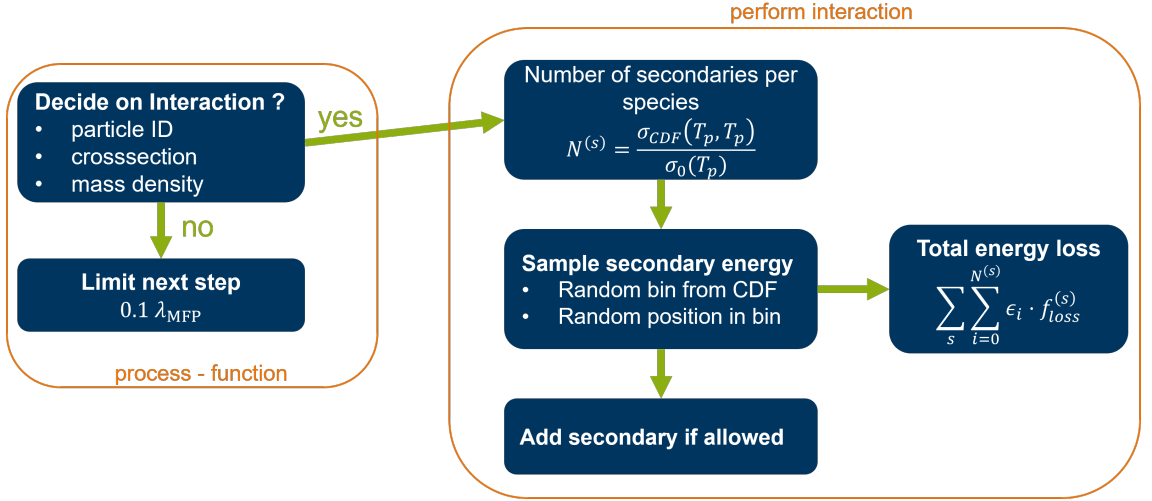 perform interaction
Decide on Interaction ?
• particle ID
• crosssection
• mass density
yes
no
Limit next step
0.1 λ_MFP
process - function
Number of secondaries per
species
N^(s) = σ_CDF(T_p, T_p) / σ_0(T_p)
Sample secondary energy
• Random bin from CDF
• Random position in bin
Total energy loss
∑_s ∑_{i=0}^{N^(s)} ϵ_i · f_loss^(s)
Add secondary if allowed